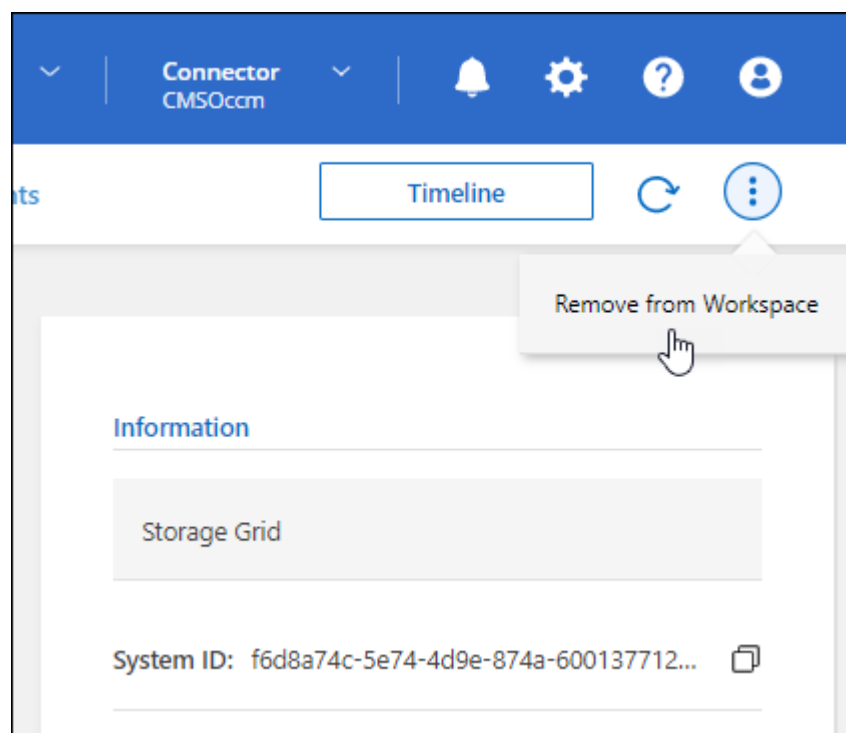 Connector
CMSOccm
nts
Timeline
Remove from Workspace
Information
Storage Grid
System ID: f6d8a74c-5e74-4d9e-874a-600137712...